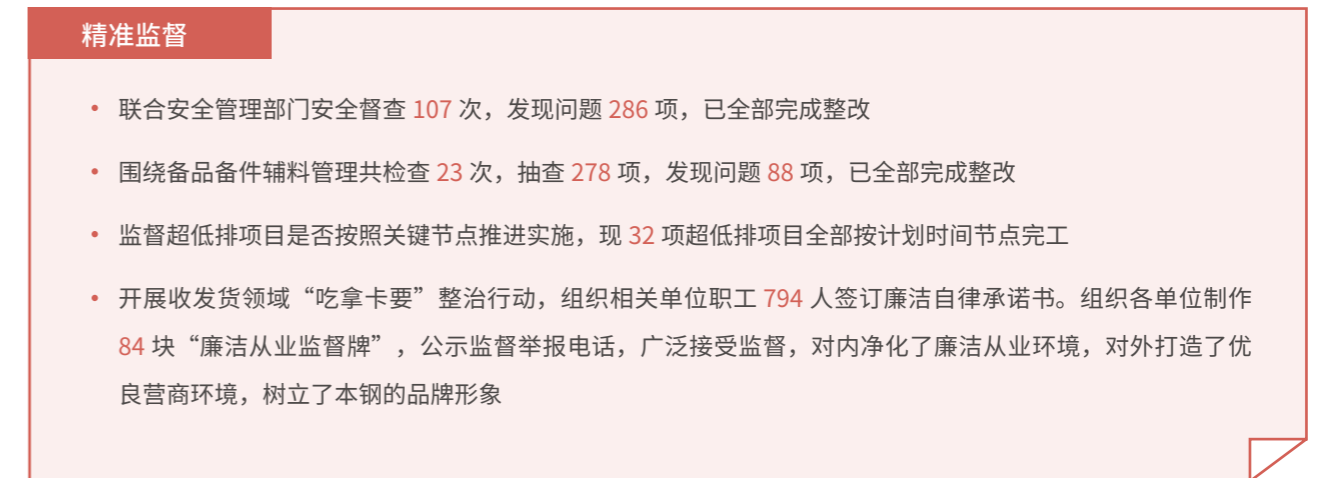 精准监督
• 联合安全管理部门安全督查 107 次，发现问题 286 项，已全部完成整改
• 围绕备品备件辅料管理共检查 23 次，抽查 278 项，发现问题 88 项，已全部完成整改
• 监督超低排项目是否按照关键节点推进实施，现 32 项超低排项目全部按计划时间节点完工
• 开展收发货领域“吃拿卡要”整治行动，组织相关单位职工 794 人签订廉洁自律承诺书。组织各单位制作
84 块“廉洁从业监督牌”，公示监督举报电话，广泛接受监督，对内净化了廉洁从业环境，对外打造了优
良营商环境，树立了本钢的品牌形象